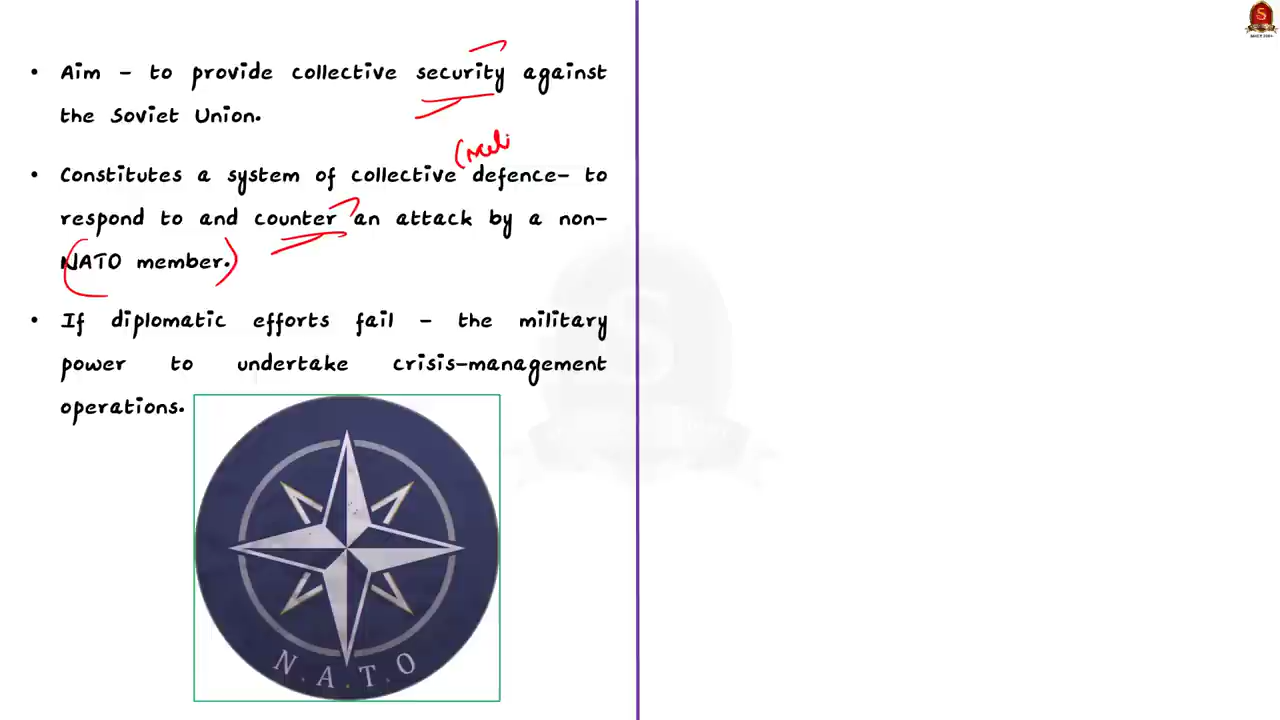 • Aim - to provide collective security against
the Soviet Union.
• Constitutes a system of collective defence- to
respond to and counter an attack by a non-
NATO member.
• If diplomatic efforts fail - the military
power to undertake crisis-management
operations.
N.A.T.O